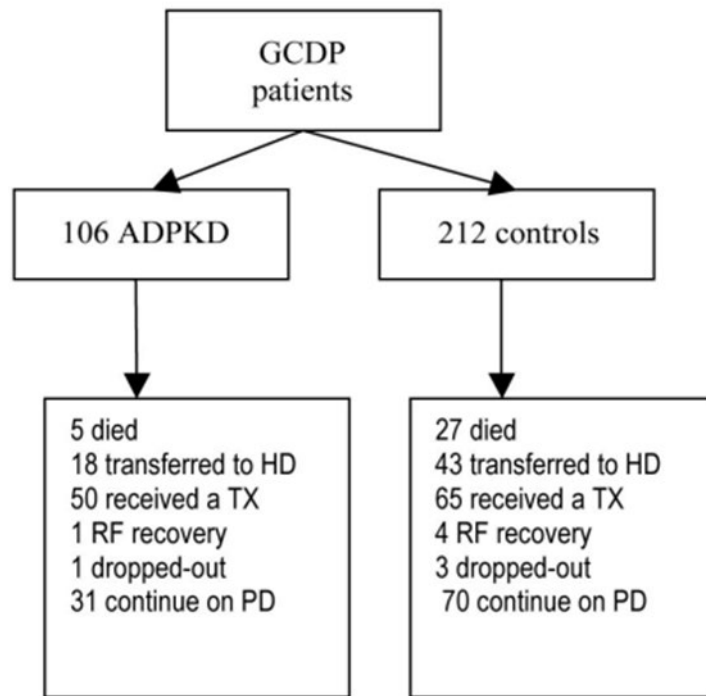 GCDP
patients
106 ADPKD
212 controls
5 died
18 transferred to HD
50 received a TX
1 RF recovery
1 dropped-out
31 continue on PD
27 died
43 transferred to HD
65 received a TX
4 RF recovery
3 dropped-out
70 continue on PD